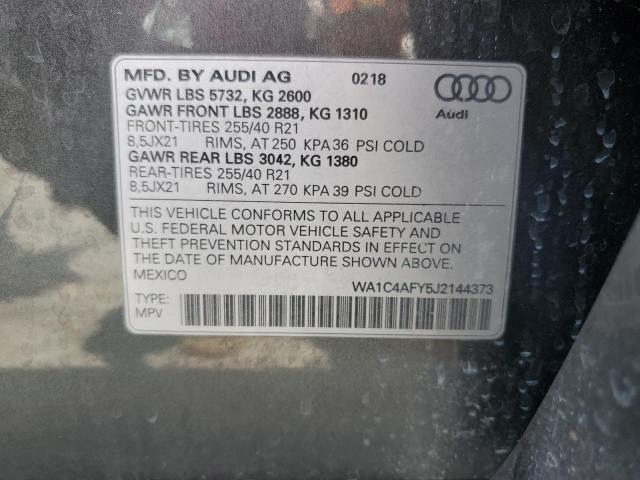 MFD. BY AUDI AG 0218
GVWR LBS 5732, KG 2600
GAWR FRONT LBS 2888, KG 1310
FRONT-TIRES 255/40 R21
8,5JX21 RIMS, AT 250 KPA 36 PSI COLD
GAWR REAR LBS 3042, KG 1380
REAR-TIRES 255/40 R21
8,5JX21 RIMS, AT 270 KPA 39 PSI COLD
Audi
THIS VEHICLE CONFORMS TO ALL APPLICABLE
U.S. FEDERAL MOTOR VEHICLE SAFETY AND
THEFT PREVENTION STANDARDS IN EFFECT ON
THE DATE OF MANUFACTURE SHOWN ABOVE.
MEXICO
WA1C4AFY5J2144373
TYPE:
MPV